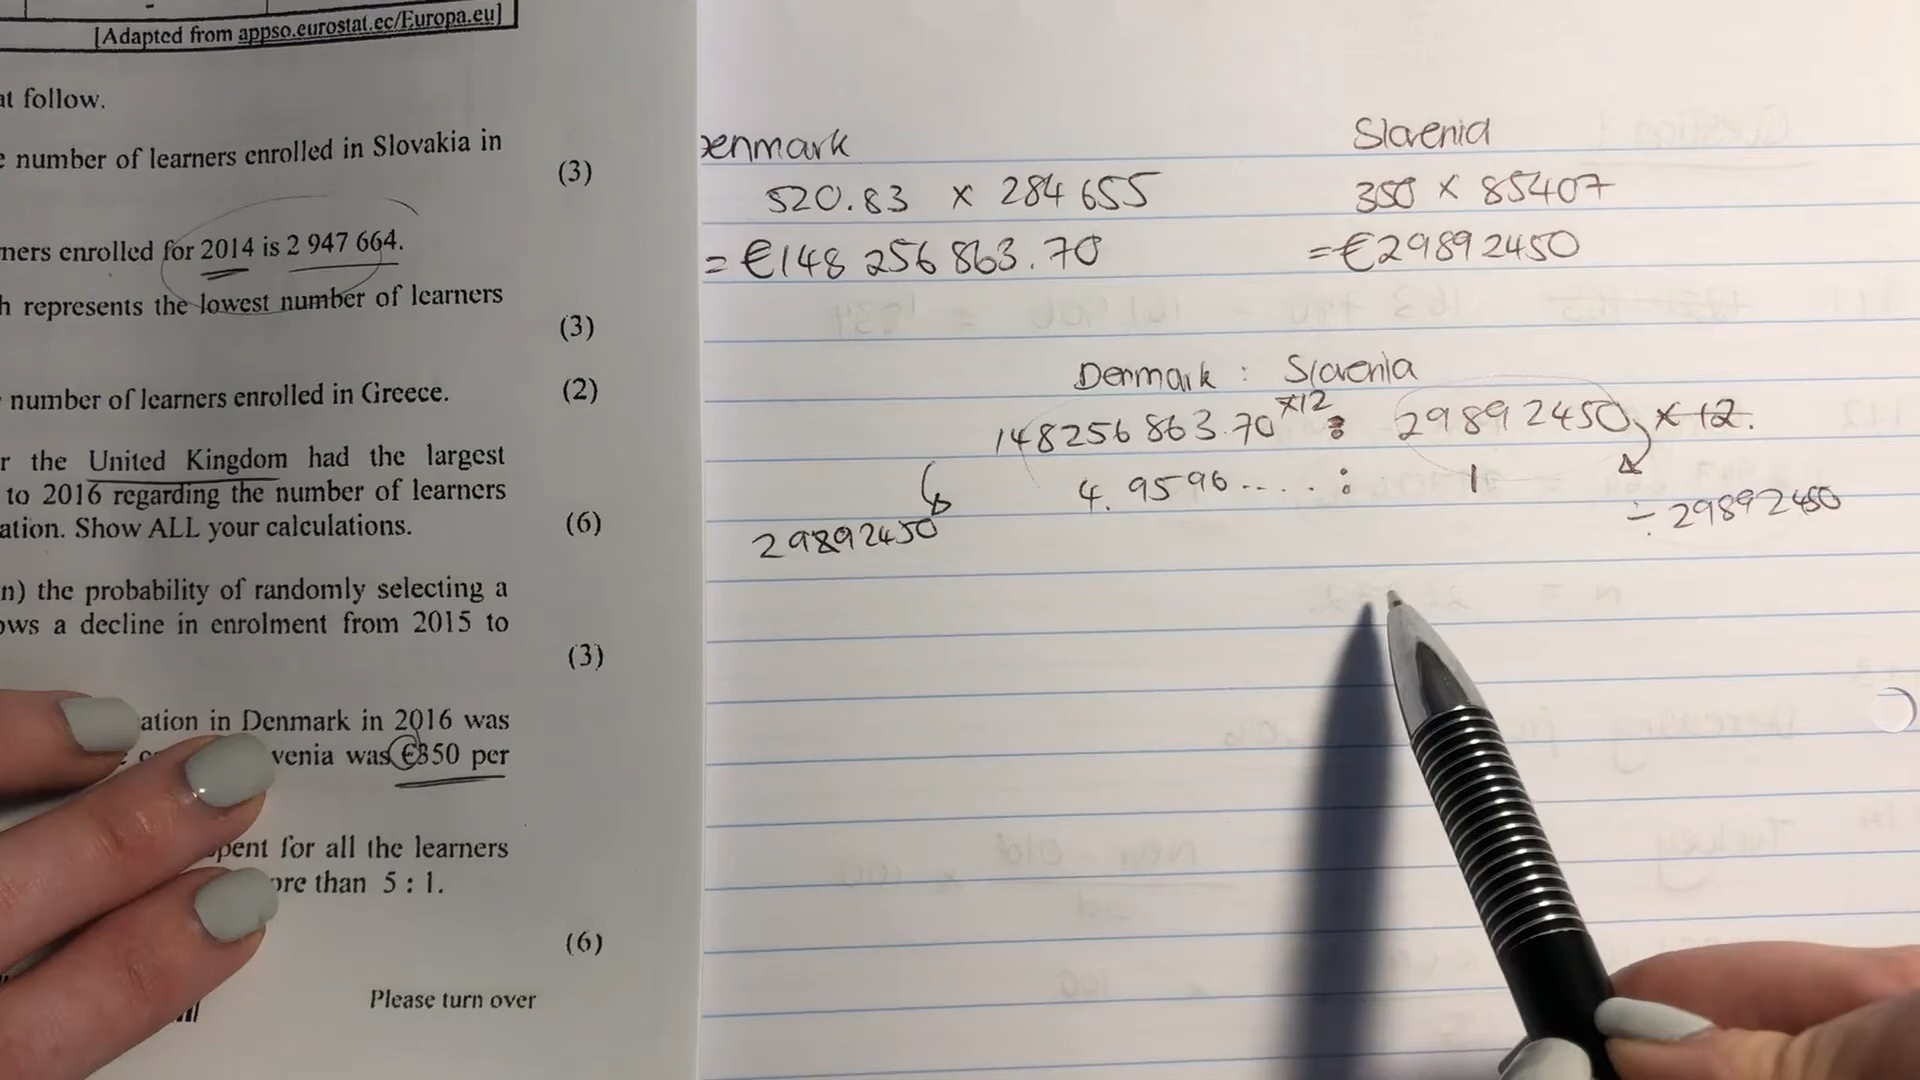 [Adapted from appso.eurostat.ec/Europa.eu]
at follow.
number of learners enrolled in Slovakia in
(3)
ners enrolled for 2014 is 2 947 664.
h represents the lowest number of learners
(3)
number of learners enrolled in Greece.
(2)
r the United Kingdom had the largest
to 2016 regarding the number of learners
ation. Show ALL your calculations.
(6)
n) the probability of randomly selecting a
ows a decline in enrolment from 2015 to
(3)
ation in Denmark in 2016 was
venia was €350 per
pent for all the learners
ore than 5 : 1.
(6)
Please turn over
Denmark
520.83 × 284 655
= €148 256 863.70
Slovenia
350 × 85407
= €29892450
Denmark : Slovenia
148256 863.70 ×12 : 29892450 × 12.
4.9596.... : 1
29892450
÷ 29892450